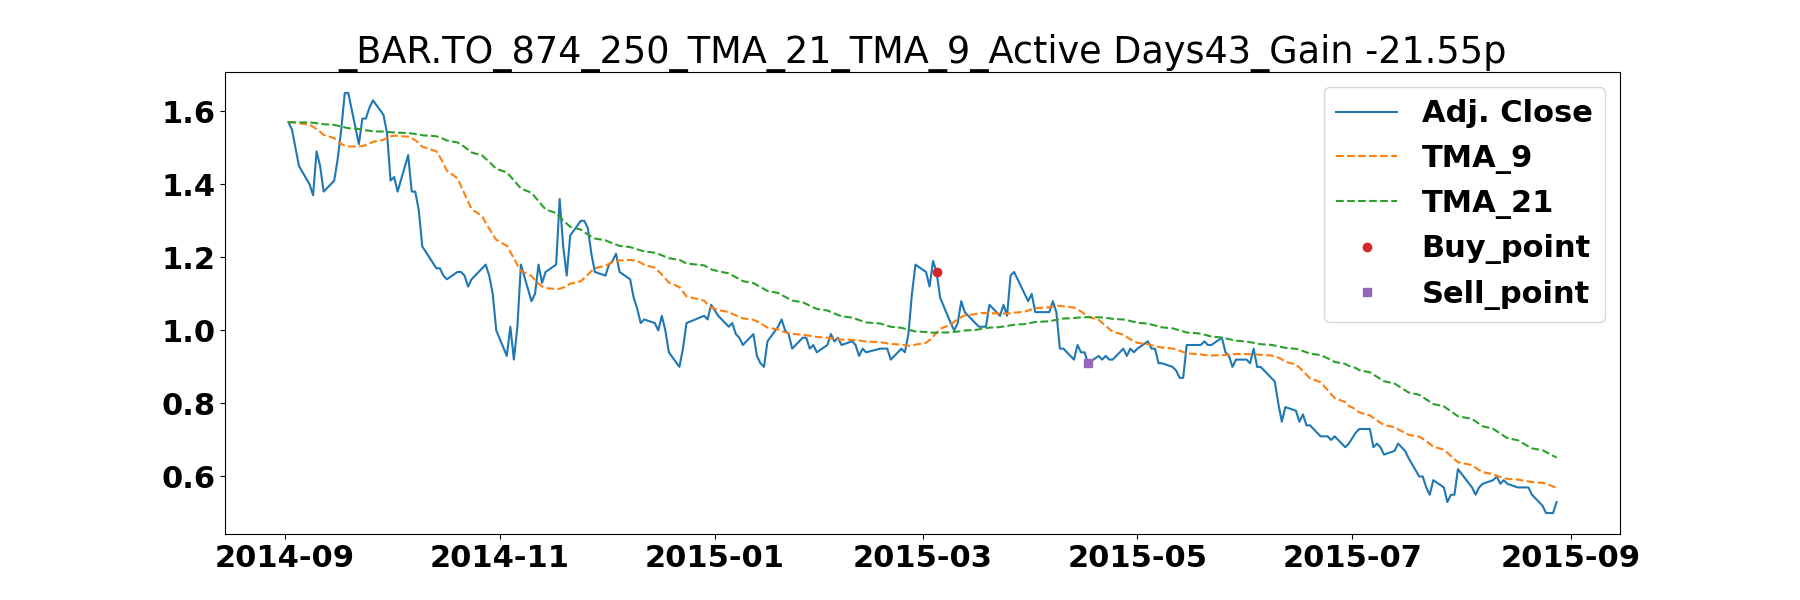 _BAR.TO_874_250_TMA_21_TMA_9_Active Days43_Gain -21.55p
1.6
1.4
1.2
1.0
0.8
0.6
Adj. Close
TMA_9
TMA_21
Buy_point
Sell_point
2014-09 2014-11 2015-01 2015-03 2015-05 2015-07 2015-09